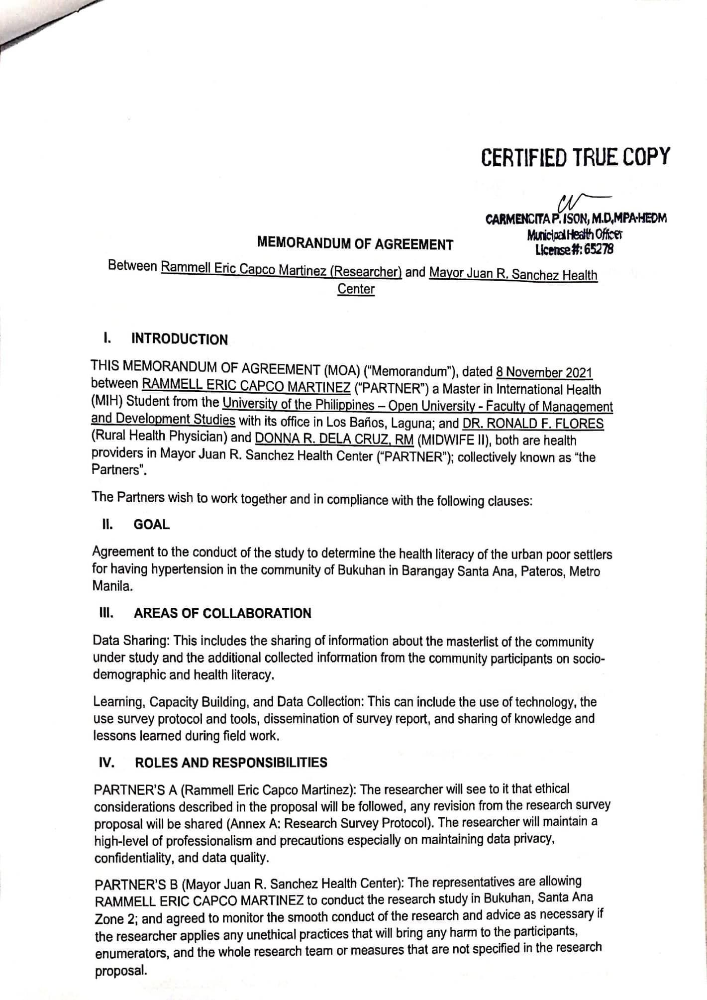 CERTIFIED TRUE COPY
CARMENCITA P. ISON, M.D,MPA-HEDM
Municipal Health Officer
License #: 65278
MEMORANDUM OF AGREEMENT
Between Rammell Eric Capco Martinez (Researcher) and Mayor Juan R. Sanchez Health
Center
I. INTRODUCTION
THIS MEMORANDUM OF AGREEMENT (MOA) (“Memorandum”), dated 8 November 2021
between RAMMELL ERIC CAPCO MARTINEZ (“PARTNER”) a Master in International Health
(MIH) Student from the University of the Philippines – Open University - Faculty of Management
and Development Studies with its office in Los Baños, Laguna; and DR. RONALD F. FLORES
(Rural Health Physician) and DONNA R. DELA CRUZ, RM (MIDWIFE II), both are health
providers in Mayor Juan R. Sanchez Health Center (“PARTNER”); collectively known as “the
Partners”.
The Partners wish to work together and in compliance with the following clauses:
II. GOAL
Agreement to the conduct of the study to determine the health literacy of the urban poor settlers
for having hypertension in the community of Bukuhan in Barangay Santa Ana, Pateros, Metro
Manila.
III. AREAS OF COLLABORATION
Data Sharing: This includes the sharing of information about the masterlist of the community
under study and the additional collected information from the community participants on socio-
demographic and health literacy.
Learning, Capacity Building, and Data Collection: This can include the use of technology, the
use survey protocol and tools, dissemination of survey report, and sharing of knowledge and
lessons learned during field work.
IV. ROLES AND RESPONSIBILITIES
PARTNER’S A (Rammell Eric Capco Martinez): The researcher will see to it that ethical
considerations described in the proposal will be followed, any revision from the research survey
proposal will be shared (Annex A: Research Survey Protocol). The researcher will maintain a
high-level of professionalism and precautions especially on maintaining data privacy,
confidentiality, and data quality.
PARTNER’S B (Mayor Juan R. Sanchez Health Center): The representatives are allowing
RAMMELL ERIC CAPCO MARTINEZ to conduct the research study in Bukuhan, Santa Ana
Zone 2; and agreed to monitor the smooth conduct of the research and advice as necessary if
the researcher applies any unethical practices that will bring any harm to the participants,
enumerators, and the whole research team or measures that are not specified in the research
proposal.